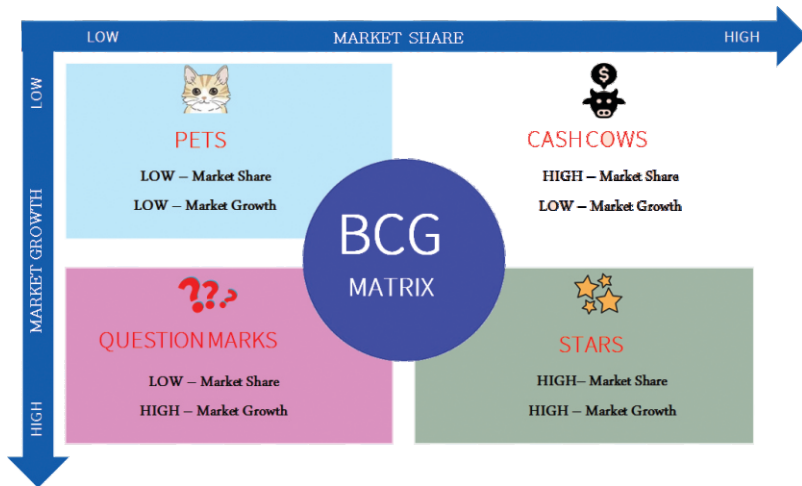 LOW MARKET SHARE HIGH
LOW
MARKET GROWTH
HIGH
PETS
LOW – Market Share
LOW – Market Growth
$
CASH COWS
HIGH – Market Share
LOW – Market Growth
BCG
MATRIX
???
QUESTION MARKS
LOW – Market Share
HIGH – Market Growth
STARS
HIGH– Market Share
HIGH – Market Growth